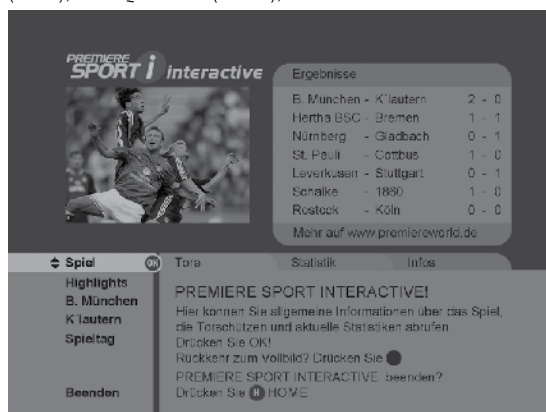 PREMIERE
SPORT i interactive
Ergebnisse
B. München - K'lautern 2 - 0
Hertha BSC - Bremen 1 - 1
Nürnberg - Gladbach 0 - 1
St. Pauli - Cottbus 1 - 0
Leverkusen - Stuttgart 0 - 1
Schalke - 1860 1 - 0
Rostock - Köln 0 - 0
Mehr auf www.premiereworld.de
Spiel OK Tore Statistik Infos
Highlights
B. München
K'lautern
Spieltag
Beenden
PREMIERE SPORT INTERACTIVE!
Hier können Sie allgemeine Informationen über das Spiel,
die Torschützen und aktuelle Statistiken abrufen
Drücken Sie OK!
Rückkehr zum Vollbild? Drücken Sie
PREMIERE SPORT INTERACTIVE beenden?
Drücken Sie H HOME